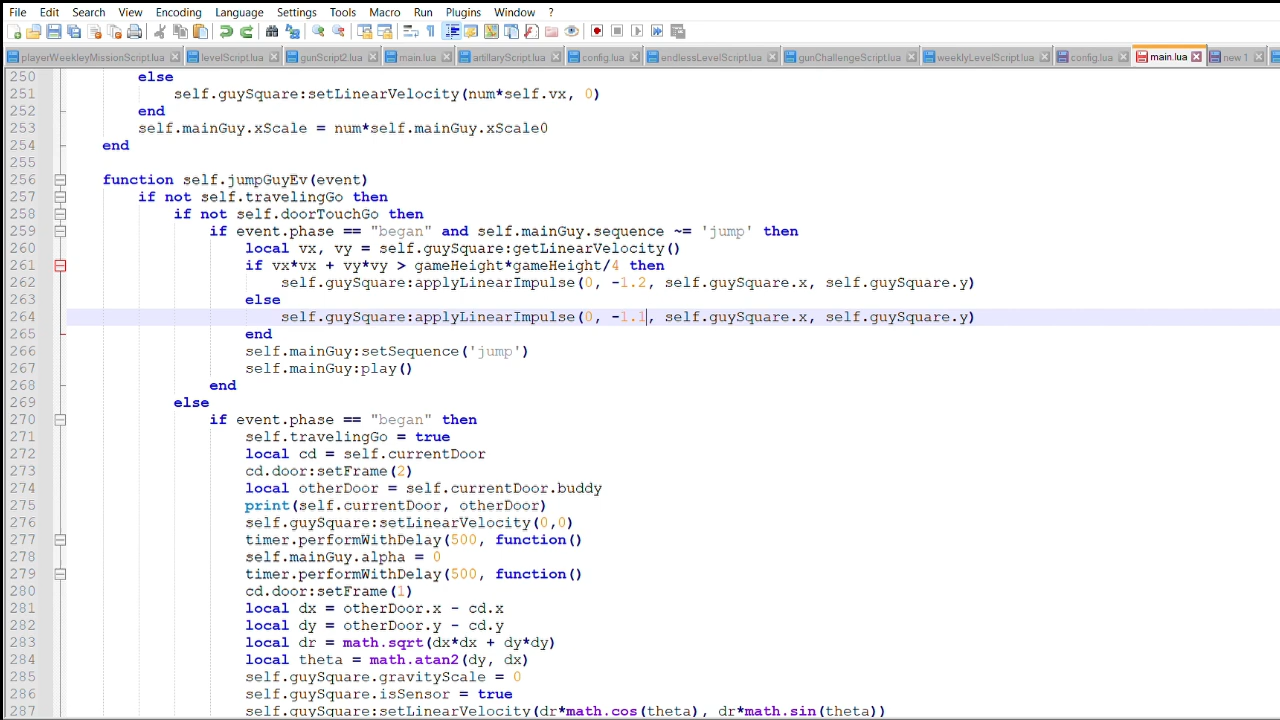 File Edit Search View Encoding Language Settings Tools Macro Run Plugins Window ?
playerWeekleyMissionScript.lua levelScript.lua gunScript2.lua main.lua artillaryScript.lua config.lua endlessLevelScript.lua gunChallengeScript.lua weeklyLevelScript.lua config.lua main.lua new 1
250 else
251 self.guySquare:setLinearVelocity(num*self.vx, 0)
252 end
253 self.mainGuy.xScale = num*self.mainGuy.xScale0
254 end
255
256 function self.jumpGuyEv(event)
257 if not self.travelingGo then
258 if not self.doorTouchGo then
259 if event.phase == "began" and self.mainGuy.sequence ~= 'jump' then
260 local vx, vy = self.guySquare:getLinearVelocity()
261 if vx*vx + vy*vy > gameHeight*gameHeight/4 then
262 self.guySquare:applyLinearImpulse(0, -1.2, self.guySquare.x, self.guySquare.y)
263 else
264 self.guySquare:applyLinearImpulse(0, -1.1, self.guySquare.x, self.guySquare.y)
265 end
266 self.mainGuy:setSequence('jump')
267 self.mainGuy:play()
268 end
269 else
270 if event.phase == "began" then
271 self.travelingGo = true
272 local cd = self.currentDoor
273 cd.door:setFrame(2)
274 local otherDoor = self.currentDoor.buddy
275 print(self.currentDoor, otherDoor)
276 self.guySquare:setLinearVelocity(0,0)
277 timer.performWithDelay(500, function()
278 self.mainGuy.alpha = 0
279 timer.performWithDelay(500, function()
280 cd.door:setFrame(1)
281 local dx = otherDoor.x - cd.x
282 local dy = otherDoor.y - cd.y
283 local dr = math.sqrt(dx*dx + dy*dy)
284 local theta = math.atan2(dy, dx)
285 self.guySquare.gravityScale = 0
286 self.guySquare.isSensor = true
287 self.guySquare:setLinearVelocity(dr*math.cos(theta), dr*math.sin(theta))